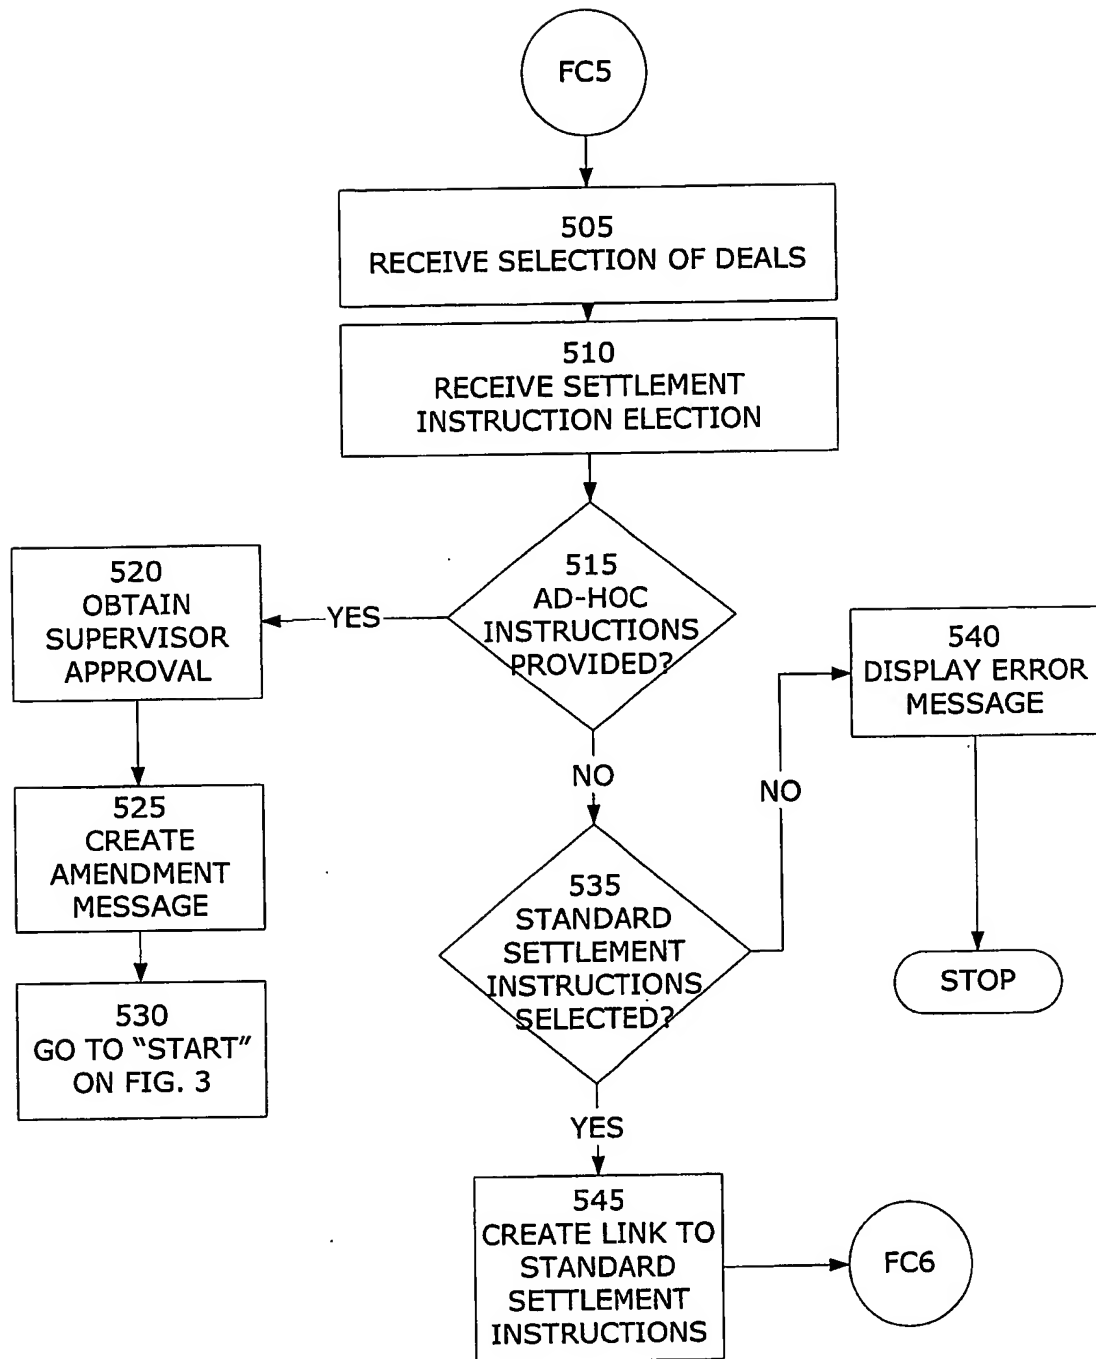 FC5
505
RECEIVE SELECTION OF DEALS
510
RECEIVE SETTLEMENT
INSTRUCTION ELECTION
515
AD-HOC
INSTRUCTIONS
PROVIDED?
YES
520
OBTAIN
SUPERVISOR
APPROVAL
525
CREATE
AMENDMENT
MESSAGE
530
GO TO “START”
ON FIG. 3
NO
535
STANDARD
SETTLEMENT
INSTRUCTIONS
SELECTED?
NO
540
DISPLAY ERROR
MESSAGE
STOP
YES
545
CREATE LINK TO
STANDARD
SETTLEMENT
INSTRUCTIONS
FC6